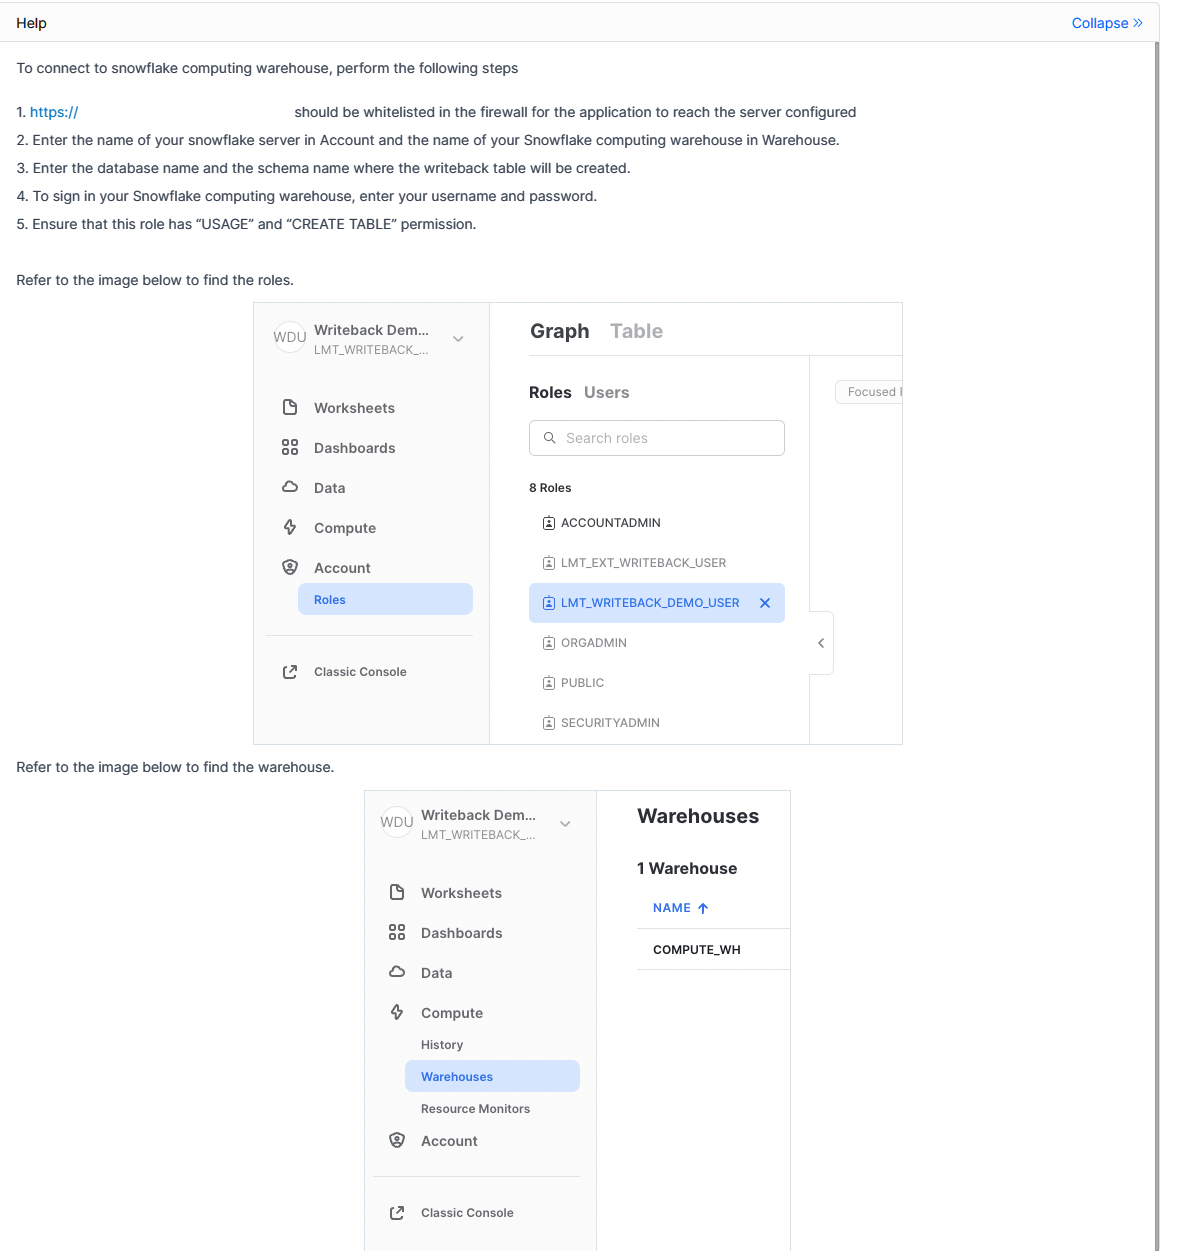 Help
Collapse »
To connect to snowflake computing warehouse, perform the following steps
1. https:// should be whitelisted in the firewall for the application to reach the server configured
2. Enter the name of your snowflake server in Account and the name of your Snowflake computing warehouse in Warehouse.
3. Enter the database name and the schema name where the writeback table will be created.
4. To sign in your Snowflake computing warehouse, enter your username and password.
5. Ensure that this role has “USAGE” and “CREATE TABLE” permission.
Refer to the image below to find the roles.
WDU
Writeback Dem...
LMT_WRITEBACK_...
Worksheets
Dashboards
Data
Compute
Account
Roles
Classic Console
Graph Table
Roles Users
Search roles
8 Roles
ACCOUNTADMIN
LMT_EXT_WRITEBACK_USER
LMT_WRITEBACK_DEMO_USER
ORGADMIN
PUBLIC
SECURITYADMIN
Focused
Refer to the image below to find the warehouse.
WDU
Writeback Dem...
LMT_WRITEBACK_...
Worksheets
Dashboards
Data
Compute
History
Warehouses
Resource Monitors
Account
Classic Console
Warehouses
1 Warehouse
NAME ↑
COMPUTE_WH